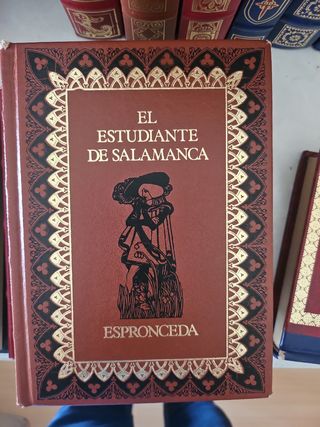 EL
ESTUDIANTE
DE SALAMANCA
ESPRONCEDA